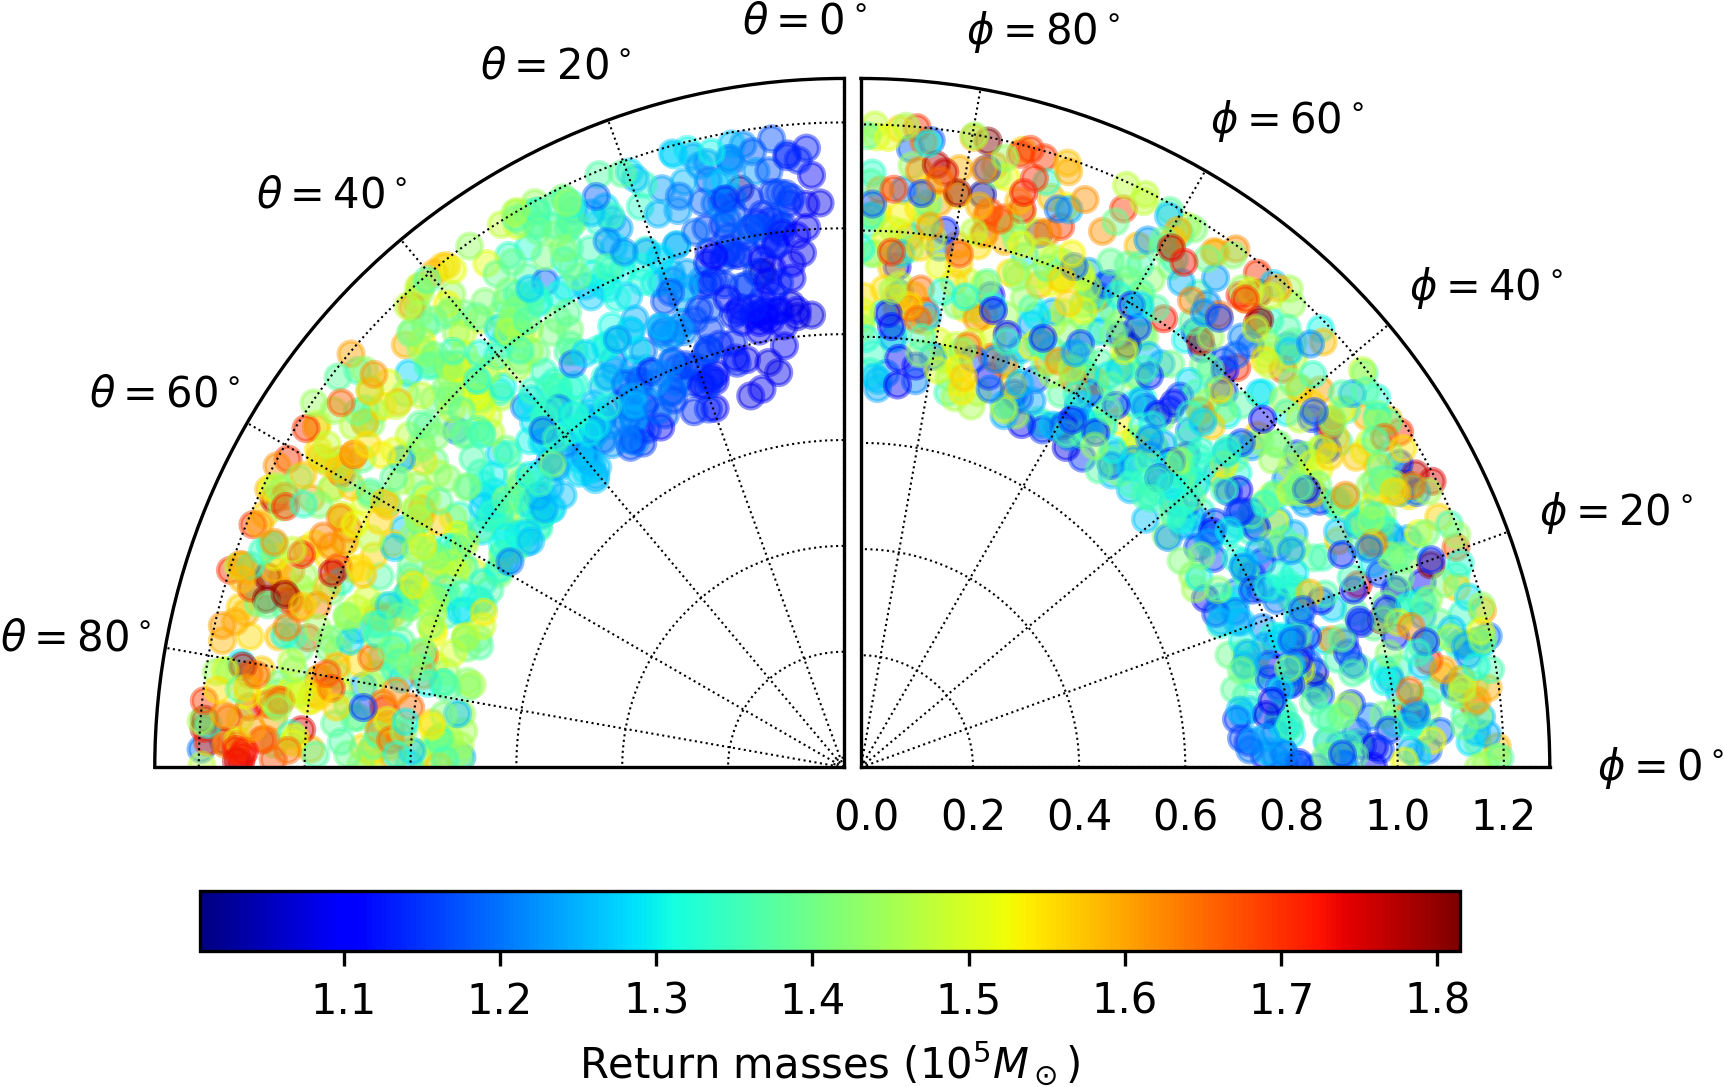 θ = 0°
ϕ = 80°
θ = 20°
ϕ = 60°
θ = 40°
ϕ = 40°
θ = 60°
ϕ = 20°
θ = 80°
ϕ = 0°
0.0 0.2 0.4 0.6 0.8 1.0 1.2
1.1 1.2 1.3 1.4 1.5 1.6 1.7 1.8
Return masses (10⁵M⊙)